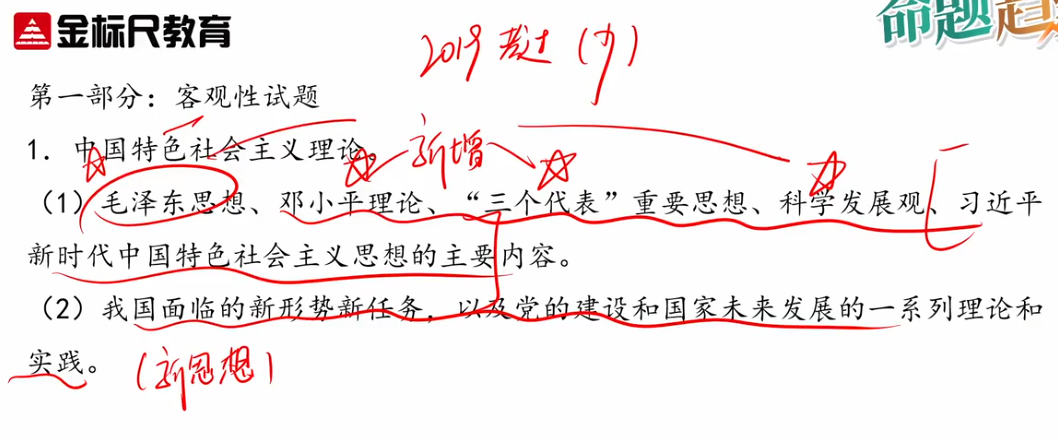 金标尺教育
命题趋
2019
(少)
第一部分：客观性试题
1. 中国特色社会主义理论。
新增
（1）毛泽东思想、邓小平理论、“三个代表”重要思想、科学发展观、习近平
新时代中国特色社会主义思想的主要内容。
（2）我国面临的新形势新任务，以及党的建设和国家未来发展的一系列理论和
实践。
(新思想)